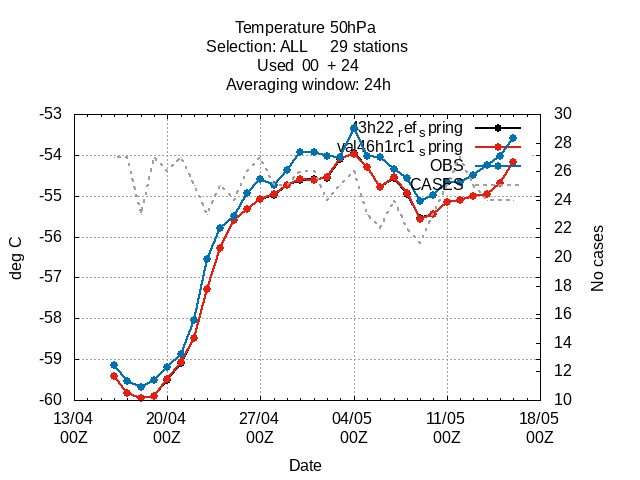 Temperature 50hPa
Selection: ALL     29 stations
Used  00  + 24
Averaging window: 24h
43h22_ref_spring
val46h1rc1_spring
OBS
CASES
-53
-54
-55
-56
-57
-58
-59
-60
30
28
26
24
22
20
18
16
14
12
10
deg C
No cases
13/04 20/04 27/04 04/05 11/05 18/05
00Z 00Z 00Z 00Z 00Z 00Z
Date